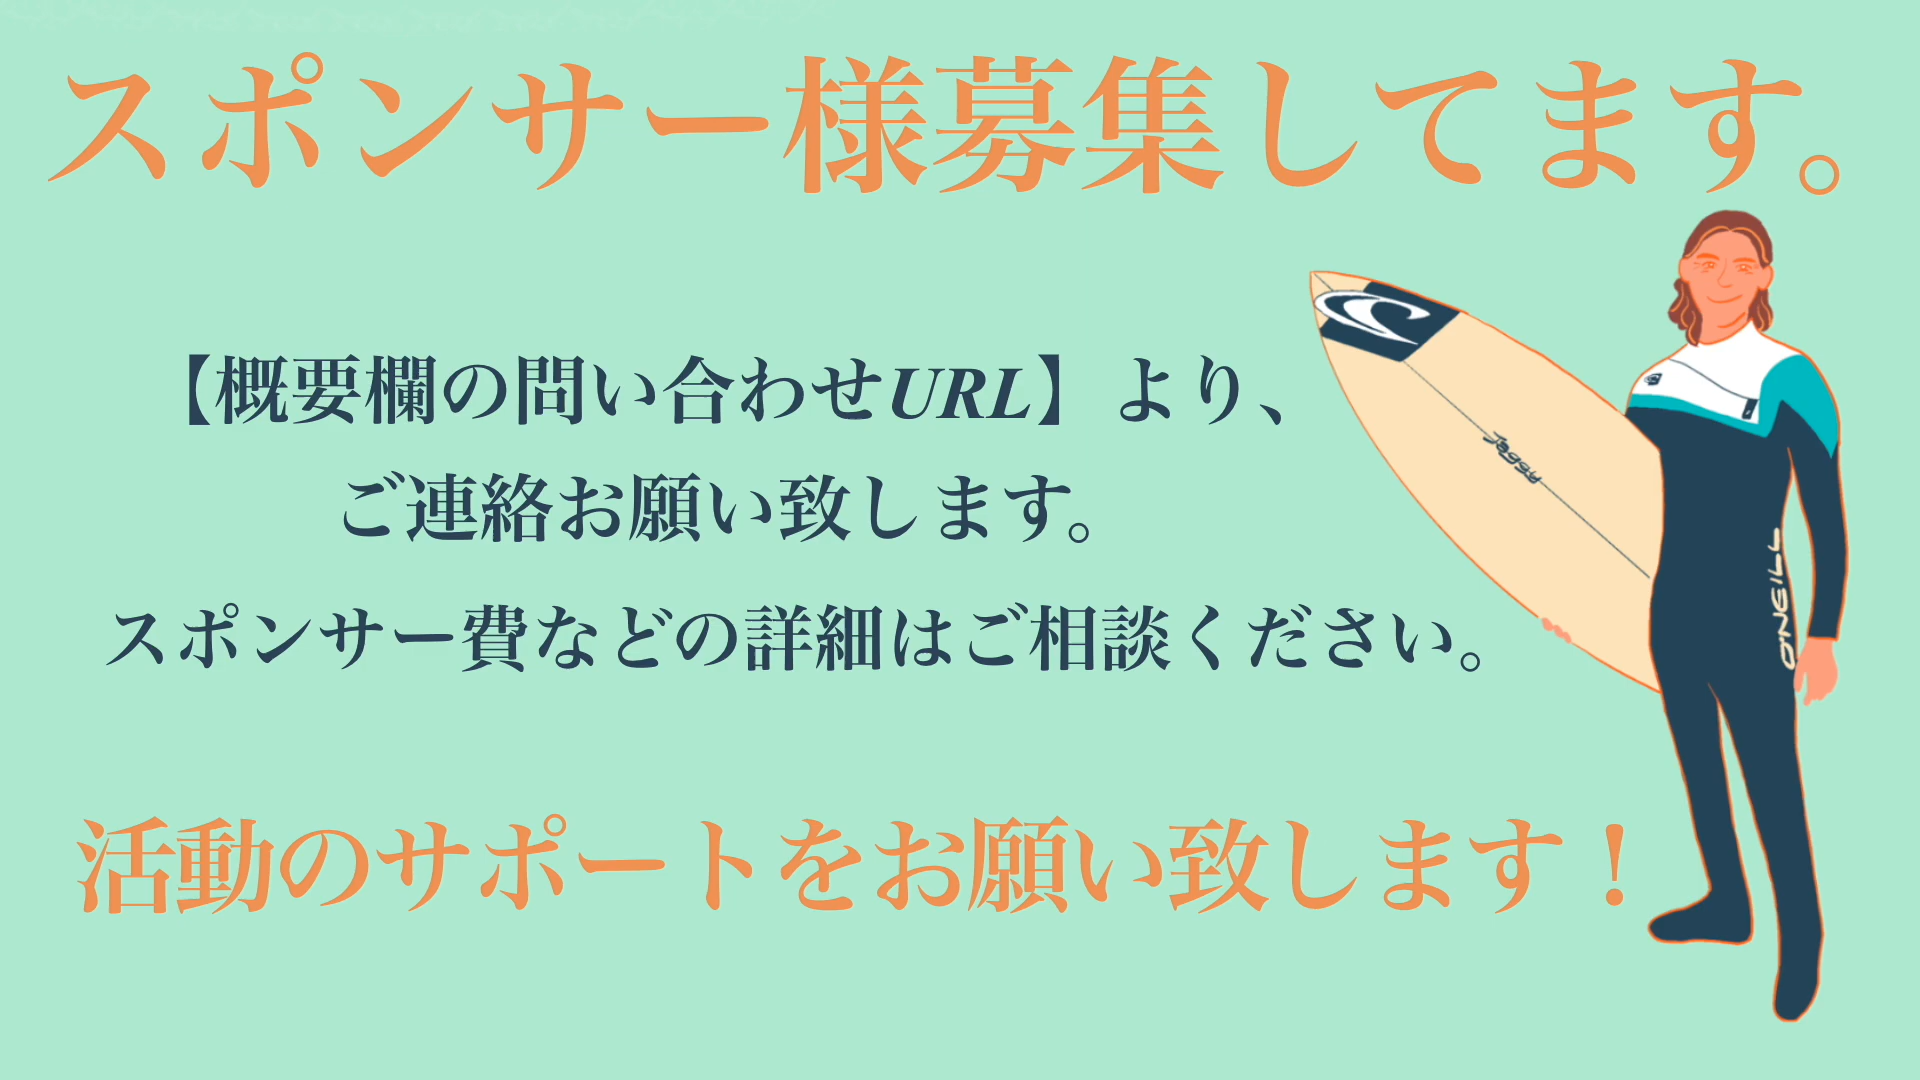 スポンサー様募集してます。
【概要欄の問い合わせURL】より、
ご連絡お願い致します。
スポンサー費などの詳細はご相談ください。
活動のサポートをお願い致します！
Jaggy
O'NEILL